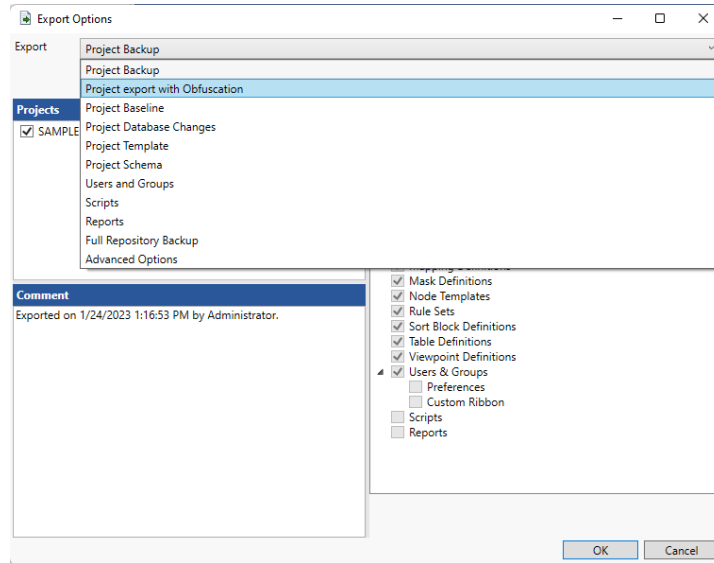 Export Options
Export
Project Backup
Project Backup
Project export with Obfuscation
Project Baseline
Project Database Changes
Project Template
Project Schema
Users and Groups
Scripts
Reports
Full Repository Backup
Advanced Options
Projects
SAMPLE
Mapping Definitions
Mask Definitions
Node Templates
Rule Sets
Sort Block Definitions
Table Definitions
Viewpoint Definitions
Users & Groups
Preferences
Custom Ribbon
Scripts
Reports
Comment
Exported on 1/24/2023 1:16:53 PM by Administrator.
OK
Cancel